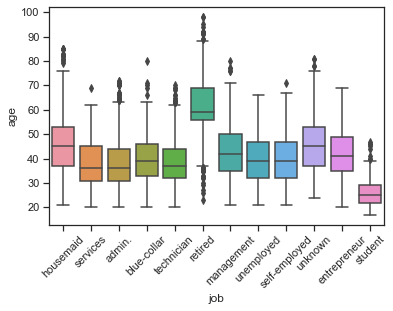 100
90
80
70
60
50
40
30
20
age
housemaid
services
admin.
blue-collar
technician
retired
management
unemployed
self-employed
unknown
entrepreneur
student
job